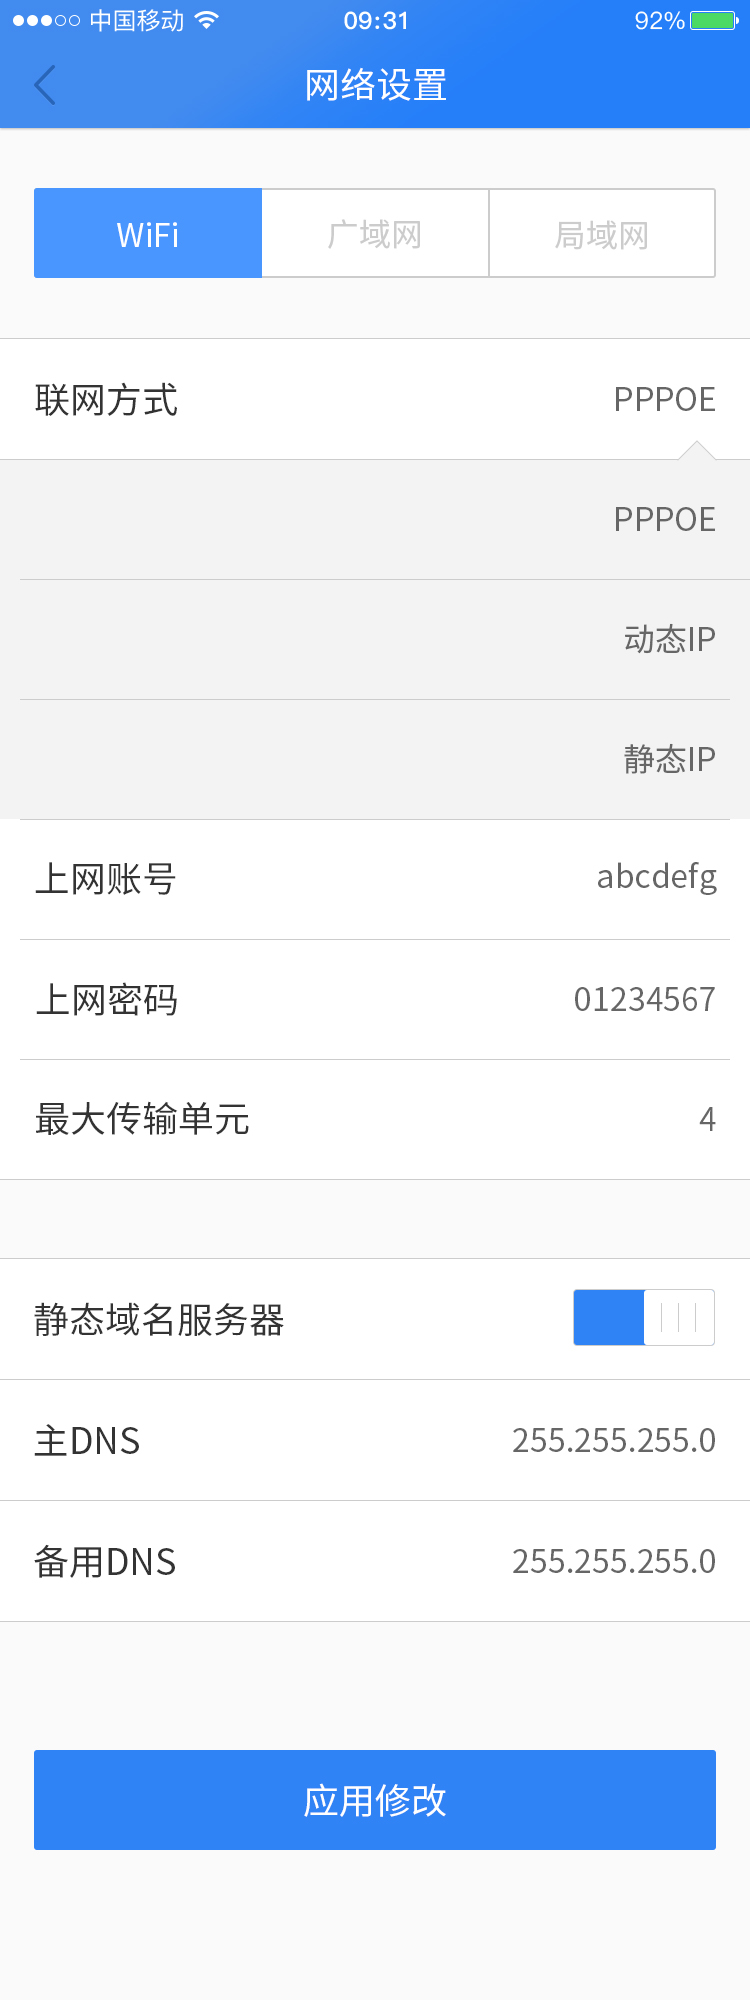 中国移动 09:31 92%
网络设置
WiFi 广域网 局域网
联网方式 PPPOE
PPPOE
动态IP
静态IP
上网账号 abcdefg
上网密码 01234567
最大传输单元 4
静态域名服务器
主DNS 255.255.255.0
备用DNS 255.255.255.0
应用修改